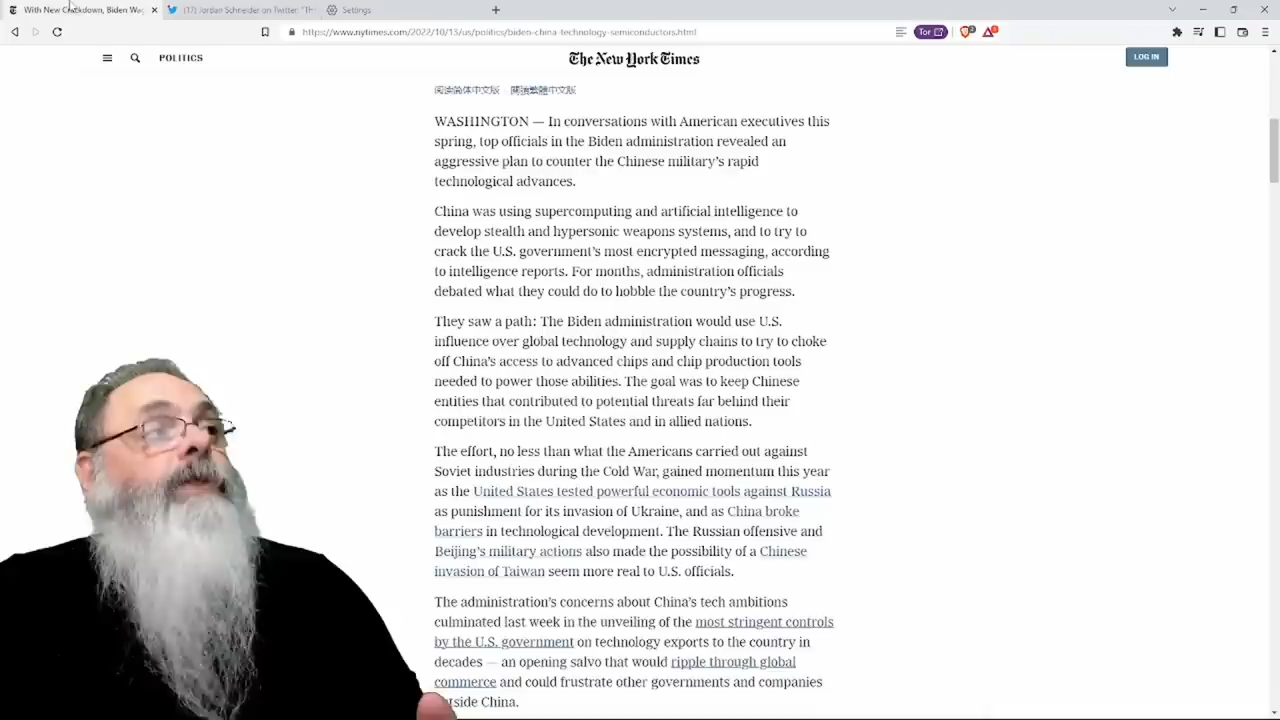 With New Crackdown, Biden Wag
(17) Jordan Schneider on Twitter: "Th
Settings
https://www.nytimes.com/2022/10/13/us/politics/biden-china-technology-semiconductors.html
Tor
POLITICS
The New York Times
LOG IN
阅读简体中文版 閱讀繁體中文版
WASHINGTON — In conversations with American executives this
spring, top officials in the Biden administration revealed an
aggressive plan to counter the Chinese military's rapid
technological advances.
China was using supercomputing and artificial intelligence to
develop stealth and hypersonic weapons systems, and to try to
crack the U.S. government's most encrypted messaging, according
to intelligence reports. For months, administration officials
debated what they could do to hobble the country's progress.
They saw a path: The Biden administration would use U.S.
influence over global technology and supply chains to try to choke
off China's access to advanced chips and chip production tools
needed to power those abilities. The goal was to keep Chinese
entities that contributed to potential threats far behind their
competitors in the United States and in allied nations.
The effort, no less than what the Americans carried out against
Soviet industries during the Cold War, gained momentum this year
as the United States tested powerful economic tools against Russia
as punishment for its invasion of Ukraine, and as China broke
barriers in technological development. The Russian offensive and
Beijing's military actions also made the possibility of a Chinese
invasion of Taiwan seem more real to U.S. officials.
The administration's concerns about China's tech ambitions
culminated last week in the unveiling of the most stringent controls
by the U.S. government on technology exports to the country in
decades — an opening salvo that would ripple through global
commerce and could frustrate other governments and companies
tside China.